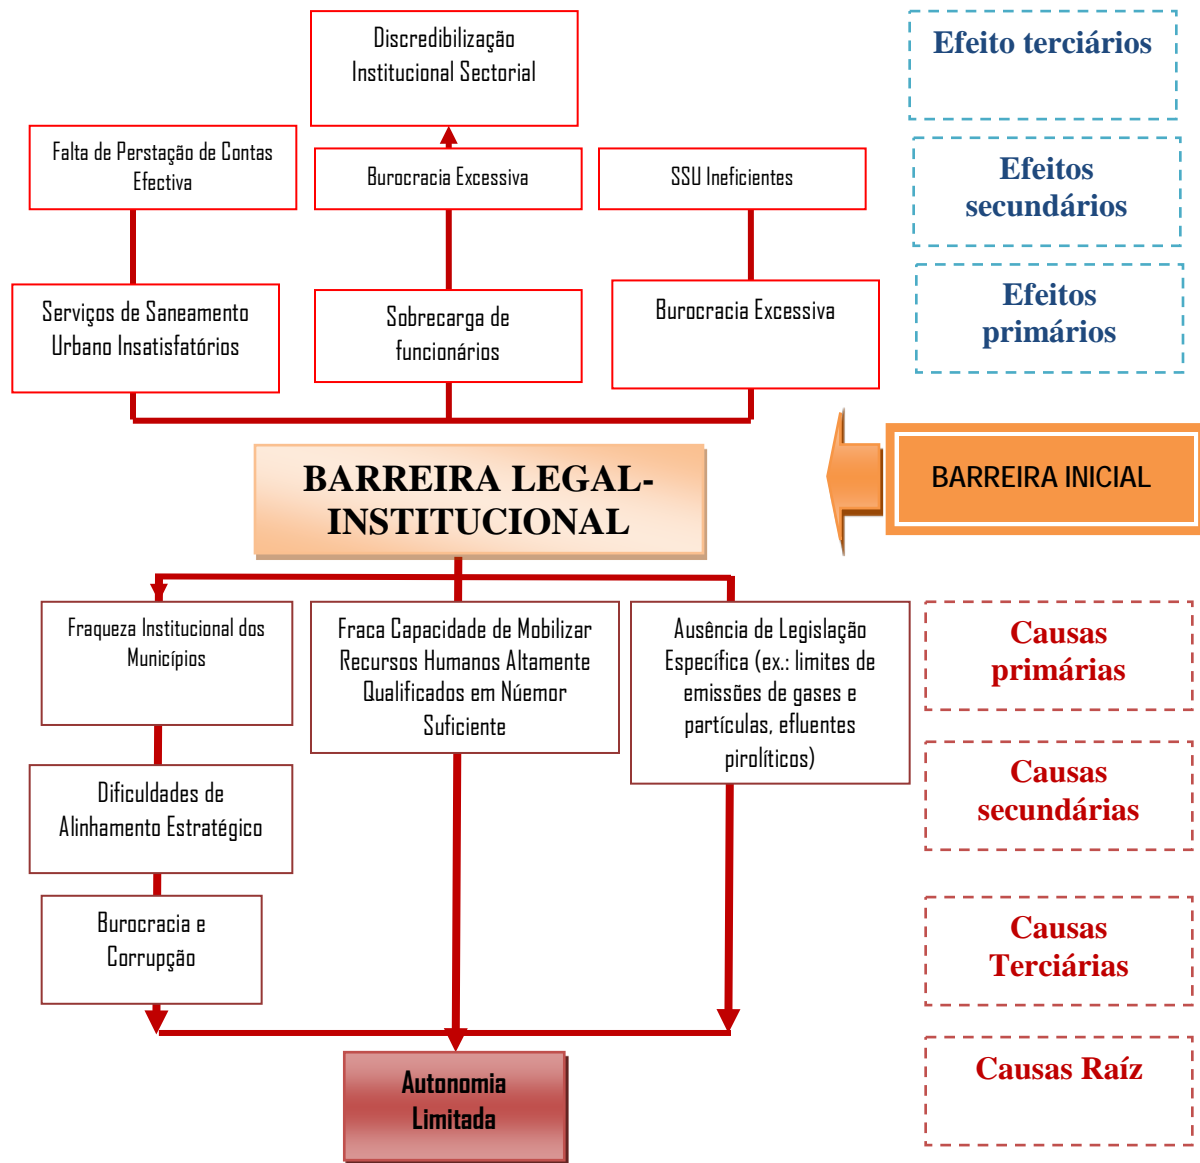 Discredibilização
Institucional Sectorial
Efeito terciários
Falta de Perstação de Contas
Efectiva
Burocracia Excessiva
SSU Ineficientes
Efeitos
secundários
Serviços de Saneamento
Urbano Insatisfatórios
Sobrecarga de
funcionários
Burocracia Excessiva
Efeitos
primários
BARREIRA LEGAL-
INSTITUCIONAL
BARREIRA INICIAL
Fraqueza Institucional dos
Municípios
Fraca Capacidade de Mobilizar
Recursos Humanos Altamente
Qualificados em Núemor
Suficiente
Ausência de Legislação
Específica (ex.: limites de
emissões de gases e
partículas, efluentes
pirolíticos)
Causas
primárias
Dificuldades de
Alinhamento Estratégico
Causas
secundárias
Burocracia e
Corrupção
Causas
Terciárias
Autonomia
Limitada
Causas Raíz